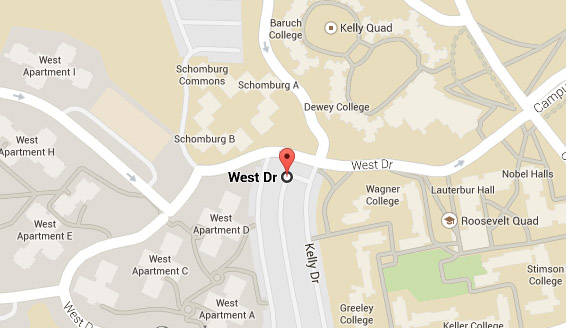 Baruch
College
Kelly Quad
West
Apartment I
Schomburg
Commons
Schomburg A
Dewey College
Campu
Schomburg B
West
Apartment H
West Dr
West Dr
Nobel Halls
Wagner
College
Lauterbur Hall
Roosevelt Quad
West
Apartment E
West
Apartment D
Kelly Dr
West
Apartment C
Stimson
College
West Dr
West
Apartment A
Greeley
College
Keller College